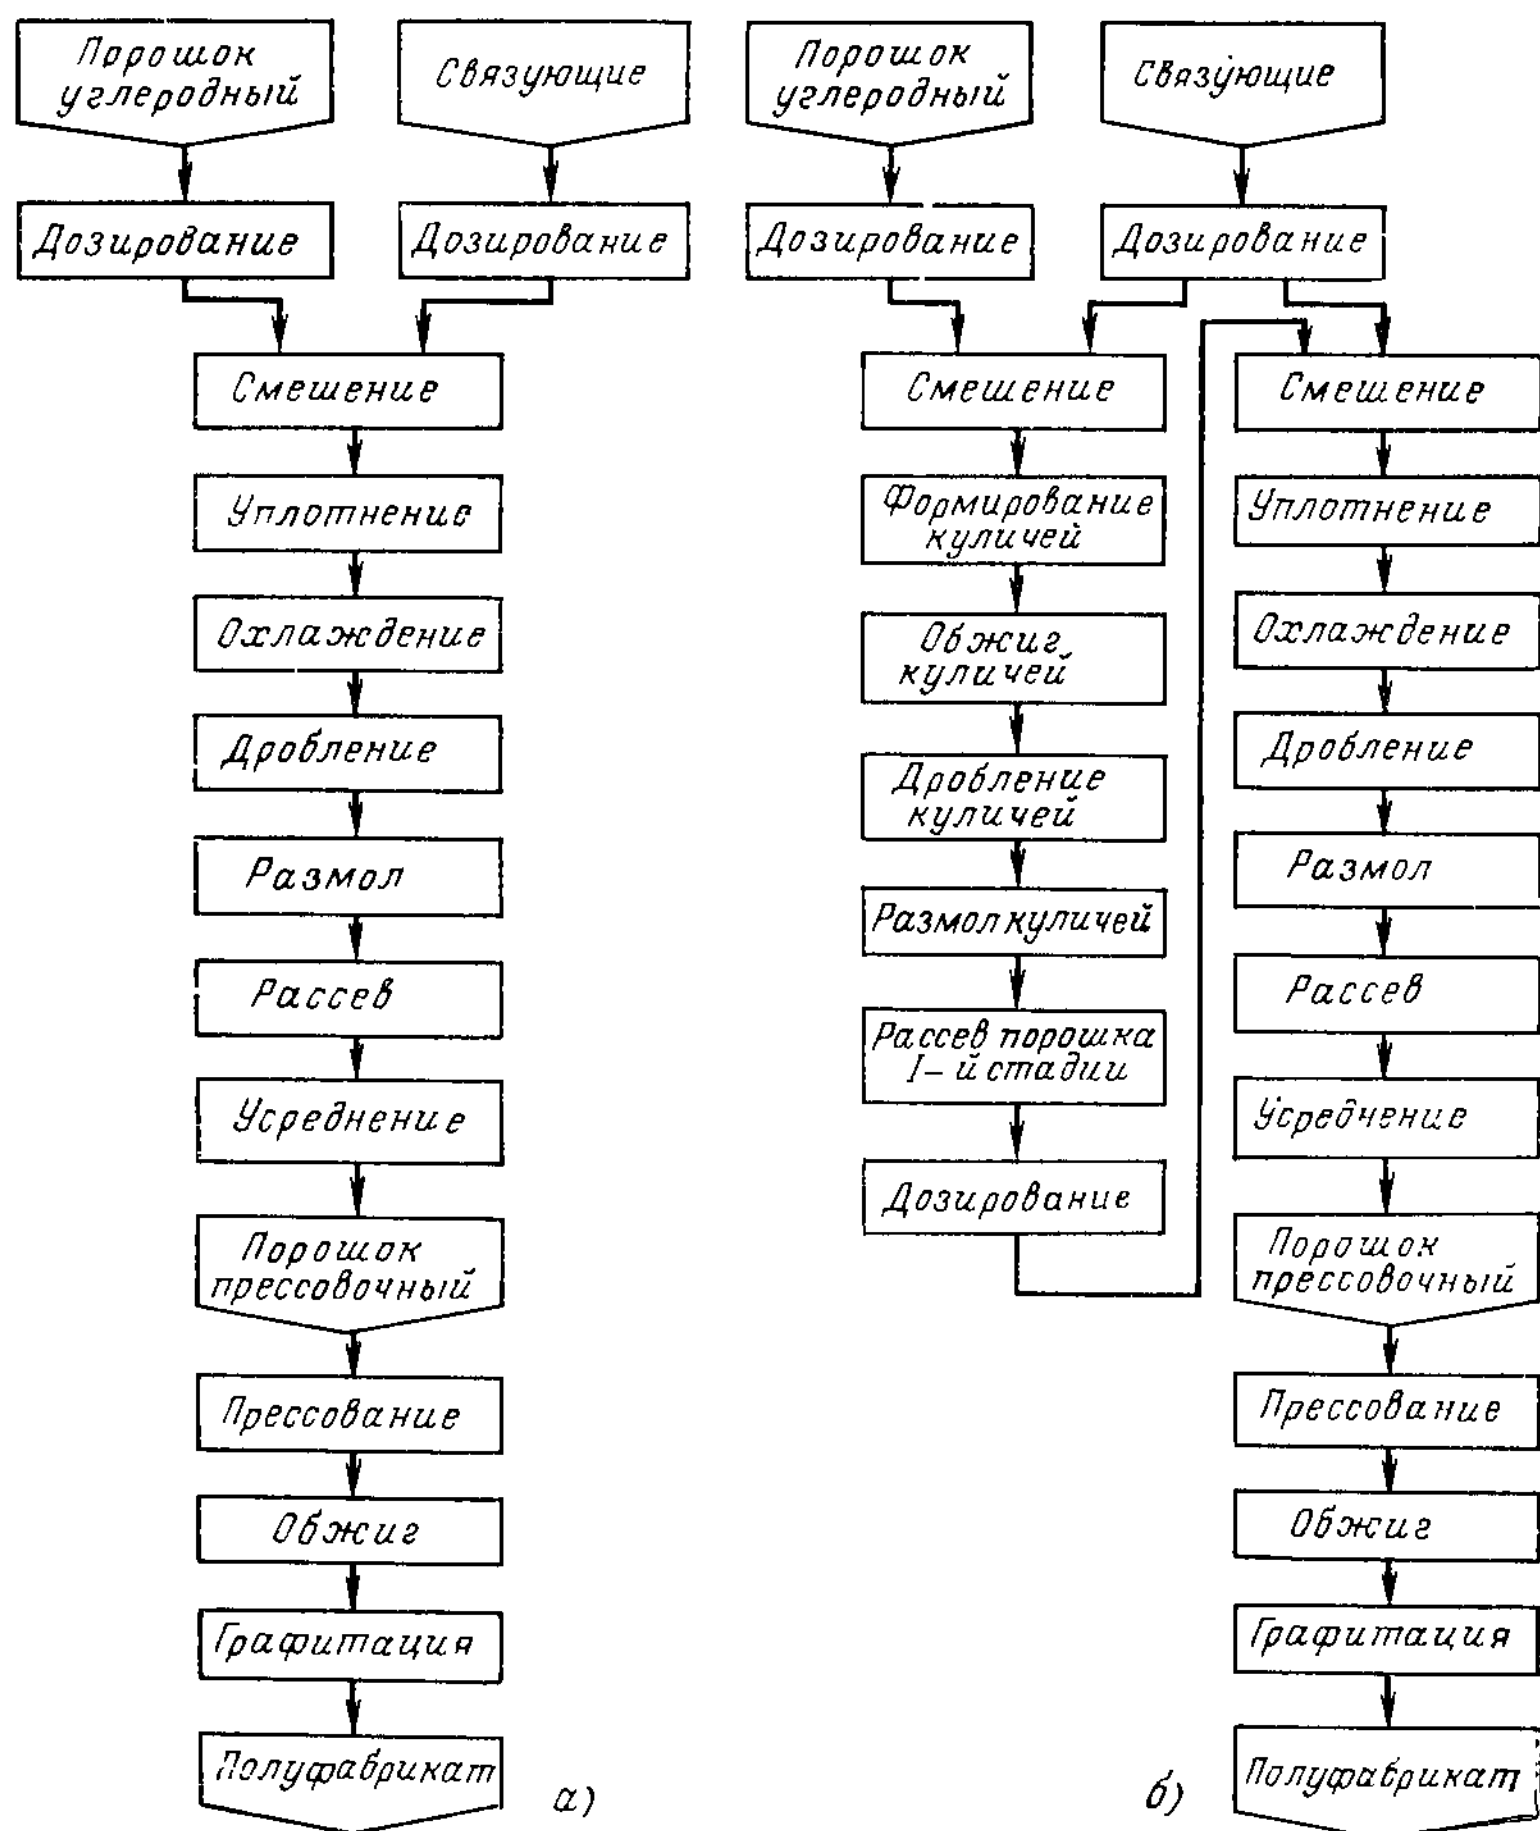 Порошок
углеродный
Связующие
Дозирование
Дозирование
Смешение
Уплотнение
Охлаждение
Дробление
Размол
Рассев
Усреднение
Порошок
прессовочный
Прессование
Обжиг
Графитация
Полуфабрикат
а)
Порошок
углеродный
Связующие
Дозирование
Дозирование
Смешение
Формирование
куличей
Обжиг
куличей
Дробление
куличей
Размол куличей
Рассев порошка
I-й стадии
Дозирование
Смешение
Уплотнение
Охлаждение
Дробление
Размол
Рассев
Усреднение
Порошок
прессовочный
Прессование
Обжиг
Графитация
Полуфабрикат
б)